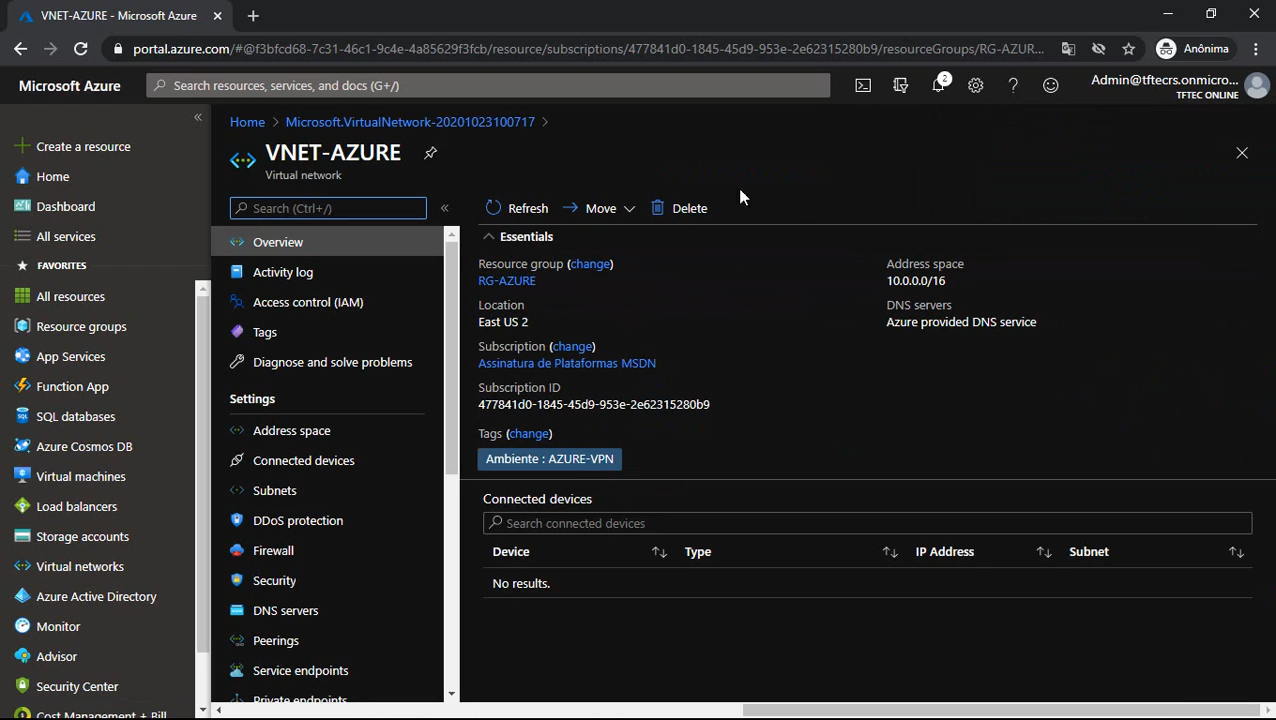 VNET-AZURE - Microsoft Azure
portal.azure.com/#@f3bfcd68-7c31-46c1-9c4e-4a85629f3fcb/resource/subscriptions/477841d0-1845-45d9-953e-2e62315280b9/resourceGroups/RG-AZUR...
Anônima
Microsoft Azure
Search resources, services, and docs (G+/)
2
Admin@tftecrs.onmicro...
TFTEC ONLINE
Create a resource
Home
Dashboard
All services
FAVORITES
All resources
Resource groups
App Services
Function App
SQL databases
Azure Cosmos DB
Virtual machines
Load balancers
Storage accounts
Virtual networks
Azure Active Directory
Monitor
Advisor
Security Center
Cost Management + Bill
Home > Microsoft.VirtualNetwork-20201023100717 >
VNET-AZURE
Virtual network
Search (Ctrl+/)
Overview
Activity log
Access control (IAM)
Tags
Diagnose and solve problems
Settings
Address space
Connected devices
Subnets
DDoS protection
Firewall
Security
DNS servers
Peerings
Service endpoints
Private endpoints
Refresh
Move
Delete
Essentials
Resource group (change)
RG-AZURE
Location
East US 2
Subscription (change)
Assinatura de Plataformas MSDN
Subscription ID
477841d0-1845-45d9-953e-2e62315280b9
Tags (change)
Ambiente : AZURE-VPN
Address space
10.0.0.0/16
DNS servers
Azure provided DNS service
Connected devices
Search connected devices
Device Type IP Address Subnet
No results.